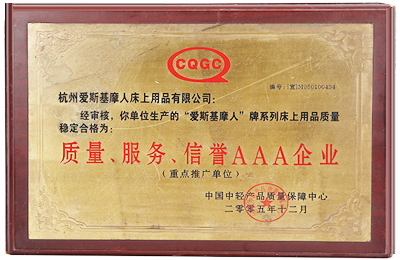 CQGC
杭州爱斯基摩人床上用品有限公司:
经审核,你单位生产的“爱斯基摩人”牌系列床上用品质量
稳定合格为:
质量、服务、信誉AAA企业
(重点推广单位)
中国中轻产品质量保障中心
二零零五年十二月